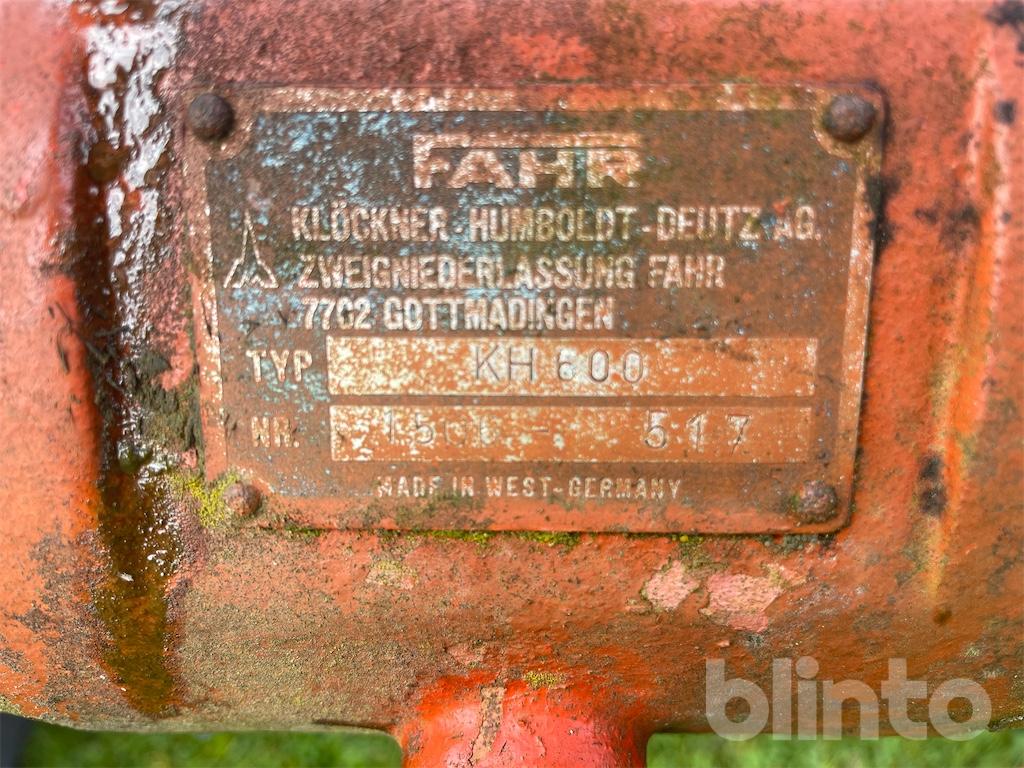 FAHR
KLÖCKNER-HUMBOLDT-DEUTZ AG.
ZWEIGNIEDERLASSUNG FAHR
7702 GOTTMADINGEN
TYP KH 600
NR. - 517
MADE IN WEST-GERMANY
blinto